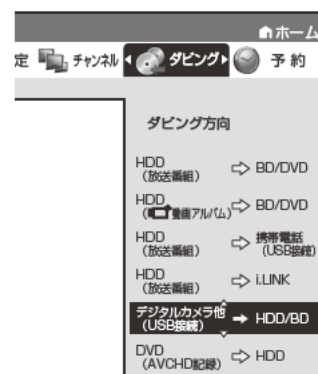 ホーム
定 チャンネル ダビング 予約
ダビング方向
HDD
(放送番組) ⇨ BD/DVD
HDD
(動画アルバム) ⇨ BD/DVD
HDD
(放送番組) ⇨ 携帯電話
(USB接続)
HDD
(放送番組) ⇨ i.LINK
デジタルカメラ他
(USB接続) ➡ HDD/BD
DVD
(AVCHD記録) ⇨ HDD